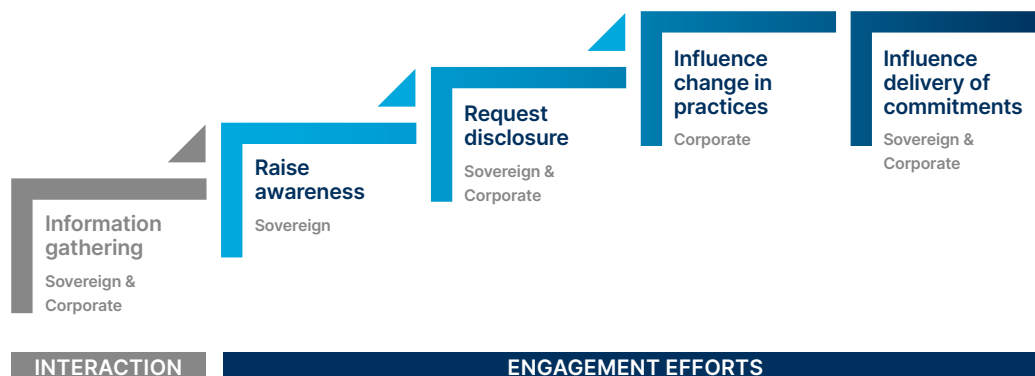 Information
gathering
Sovereign &
Corporate
Raise
awareness
Sovereign
Request
disclosure
Sovereign &
Corporate
Influence
change in
practices
Corporate
Influence
delivery of
commitments
Sovereign &
Corporate
INTERACTION
ENGAGEMENT EFFORTS